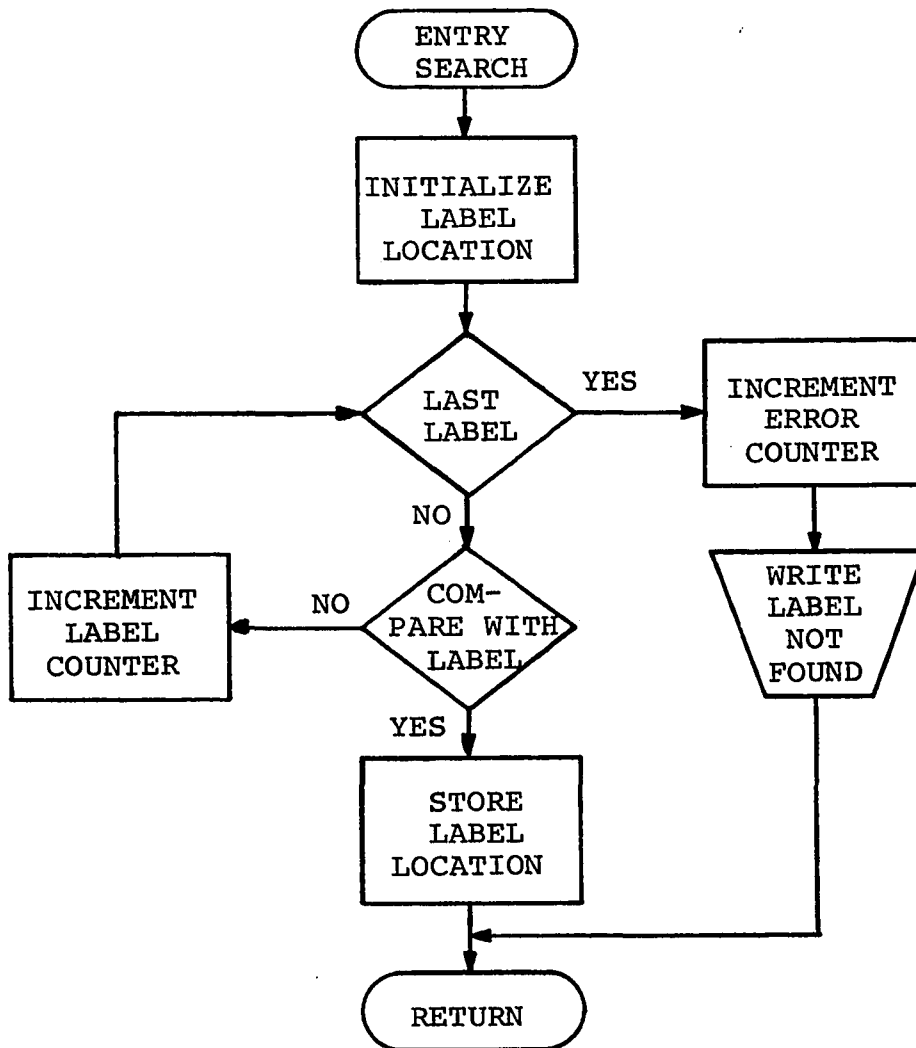 ENTRY
SEARCH
INITIALIZE
LABEL
LOCATION
LAST
LABEL
YES
INCREMENT
ERROR
COUNTER
NO
COM-
PARE WITH
LABEL
NO
INCREMENT
LABEL
COUNTER
WRITE
LABEL
NOT
FOUND
YES
STORE
LABEL
LOCATION
RETURN